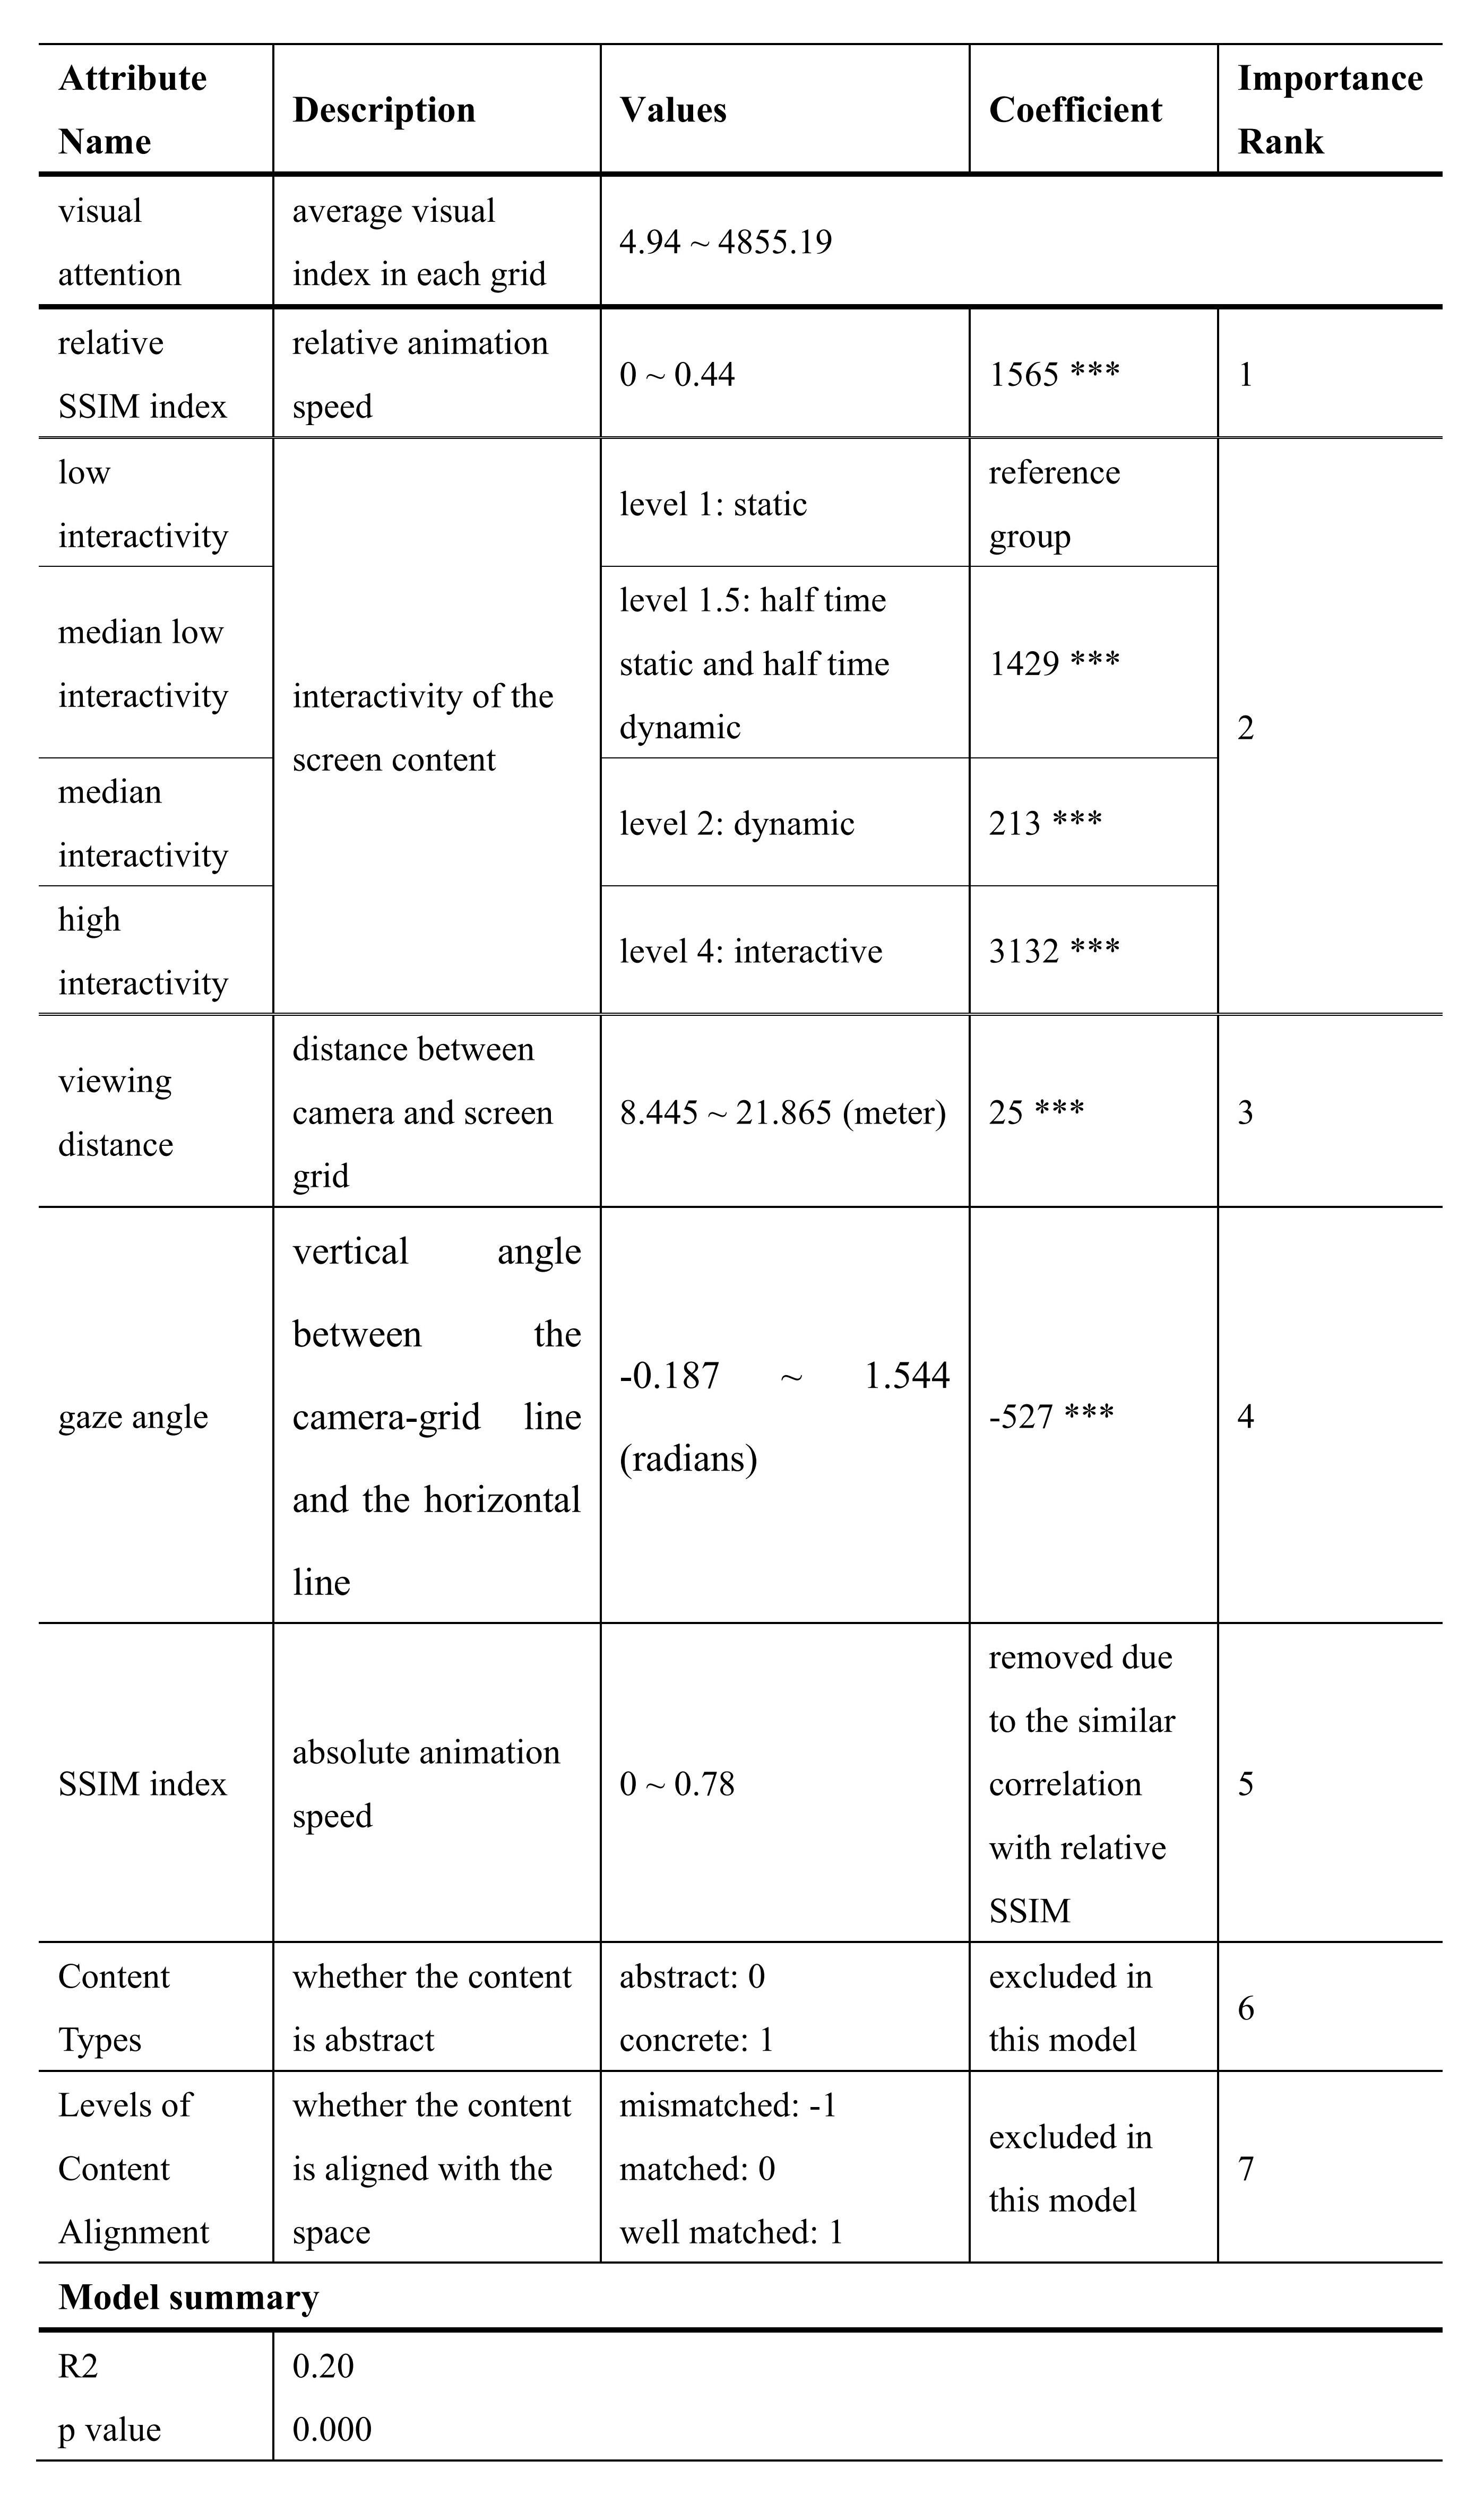 Attribute
Name
Description
Values
Coefficient
Importance
Rank
visual
attention
average visual
index in each grid
4.94 ~ 4855.19
relative
SSIM index
relative animation
speed
0 ~ 0.44
1565 ***
1
low
interactivity
interactivity of the
screen content
level 1: static
reference
group
2
median low
interactivity
level 1.5: half time
static and half time
dynamic
1429 ***
median
interactivity
level 2: dynamic
213 ***
high
interactivity
level 4: interactive
3132 ***
viewing
distance
distance between
camera and screen
grid
8.445 ~ 21.865 (meter)
25 ***
3
gaze angle
vertical angle
between the
camera-grid line
and the horizontal
line
-0.187 ~ 1.544
(radians)
-527 ***
4
SSIM index
absolute animation
speed
0 ~ 0.78
removed due
to the similar
correlation
with relative
SSIM
5
Content
Types
whether the content
is abstract
abstract: 0
concrete: 1
excluded in
this model
6
Levels of
Content
Alignment
whether the content
is aligned with the
space
mismatched: -1
matched: 0
well matched: 1
excluded in
this model
7
Model summary
R2
0.20
p value
0.000